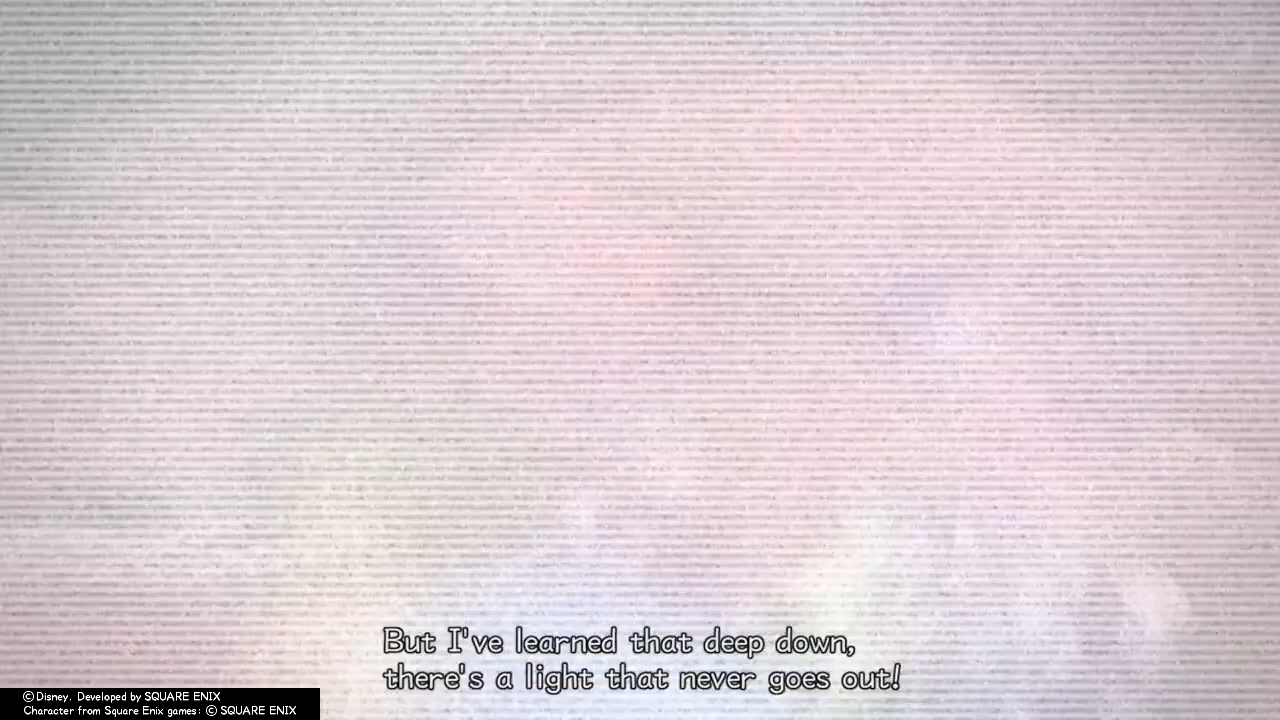 But I've learned that deep down,
there's a light that never goes out!
©Disney. Developed by SQUARE ENIX
Character from Square Enix games: © SQUARE ENIX